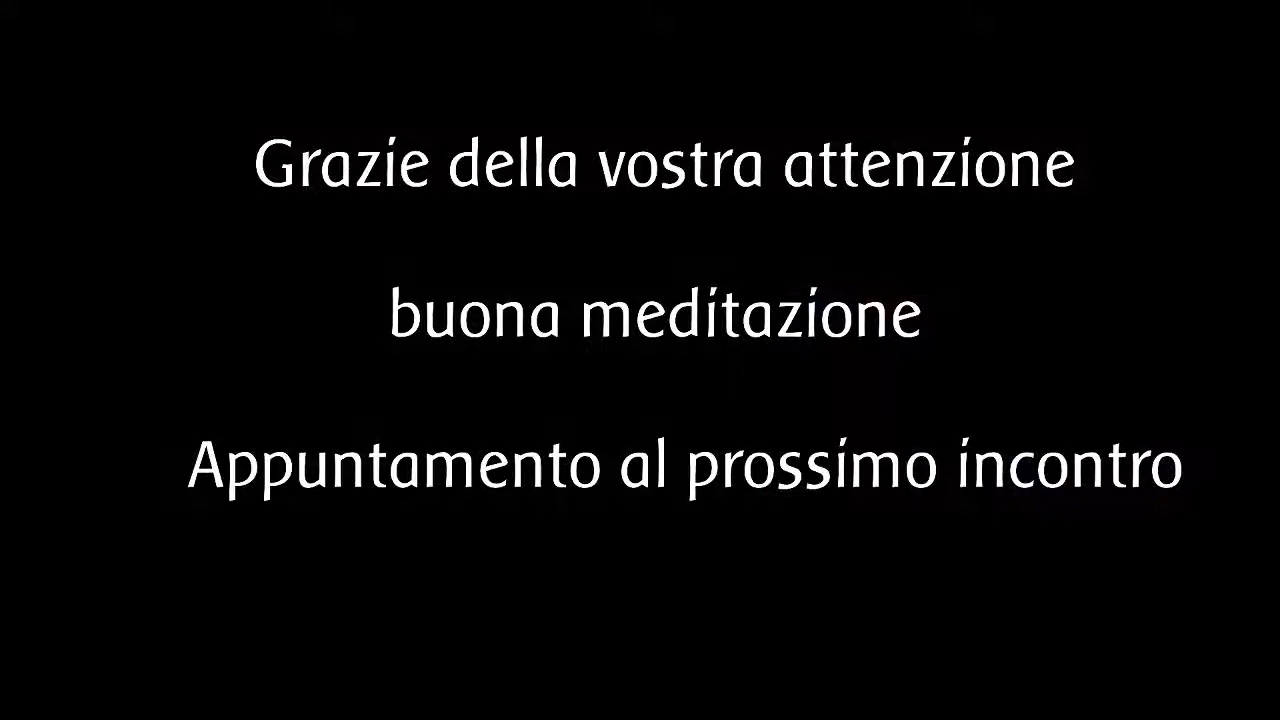 Grazie della vostra attenzione
buona meditazione
Appuntamento al prossimo incontro